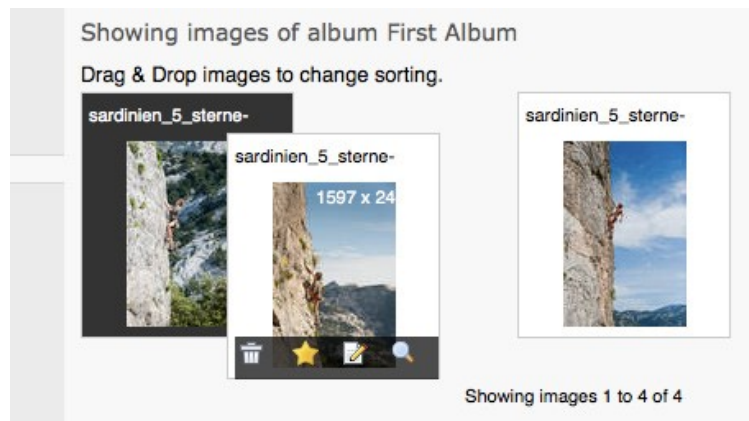 Showing images of album First Album
Drag & Drop images to change sorting.
sardinien_5_sterne-
sardinien_5_sterne-
1597 x 24
sardinien_5_sterne-
Showing images 1 to 4 of 4